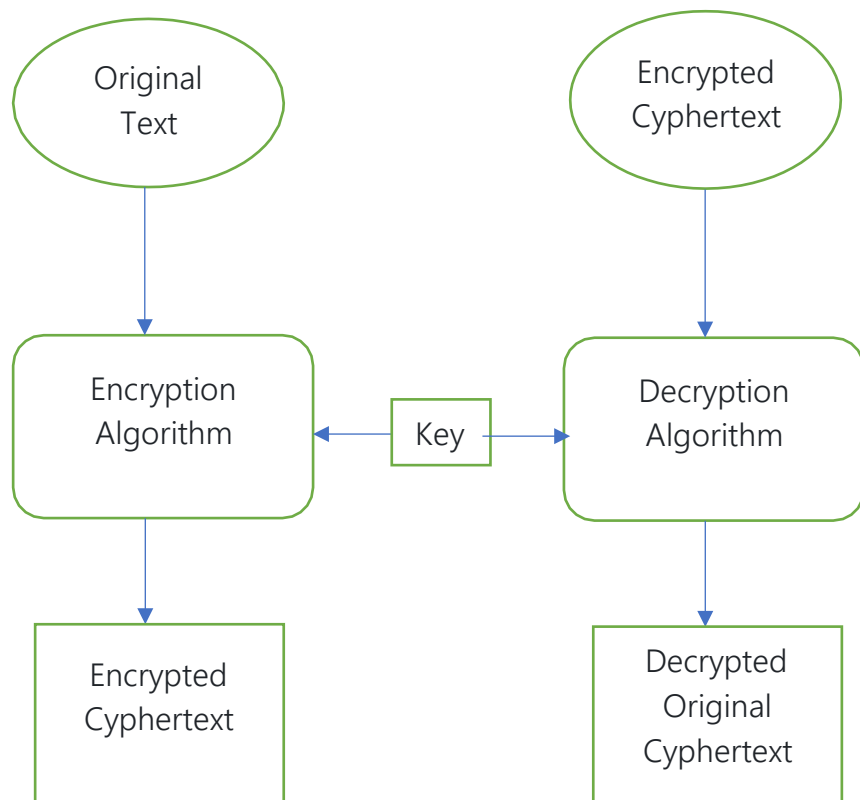 Original
Text
Encrypted
Cyphertext
Encryption
Algorithm
Key
Decryption
Algorithm
Encrypted
Cyphertext
Decrypted
Original
Cyphertext